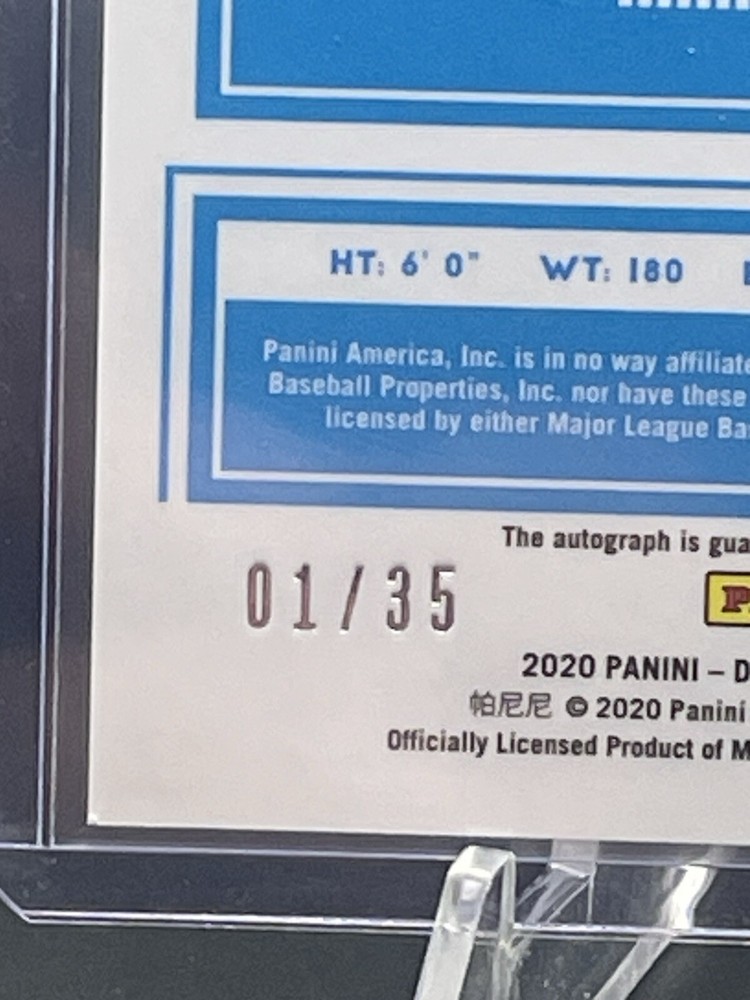 HT: 6' 0" WT: 180
Panini America, Inc. is in no way affiliate
Baseball Properties, Inc. nor have these
licensed by either Major League Ba
The autograph is gua
01/35
2020 PANINI – D
帕尼尼 © 2020 Panini
Officially Licensed Product of M